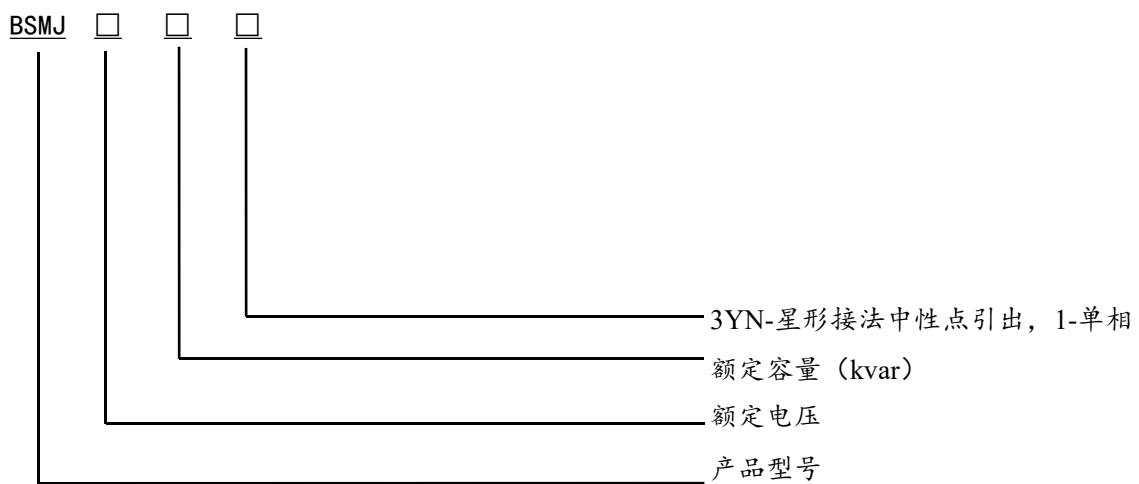 BSMJ □ □ □
3YN-星形接法中性点引出，1-单相
额定容量（kvar）
额定电压
产品型号